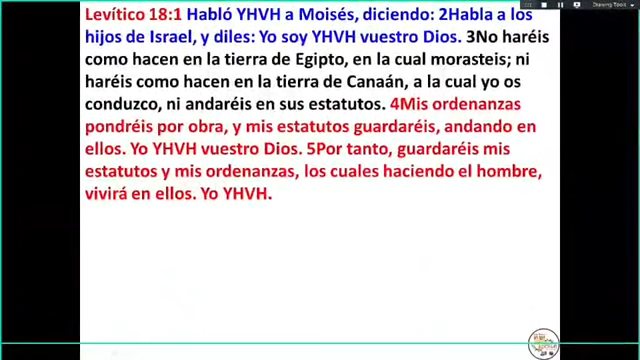 Levítico 18:1 Habló YHVH a Moisés, diciendo: 2Habla a los
hijos de Israel, y diles: Yo soy YHVH vuestro Dios. 3No haréis
como hacen en la tierra de Egipto, en la cual morasteis; ni
haréis como hacen en la tierra de Canaán, a la cual yo os
conduzco, ni andaréis en sus estatutos. 4Mis ordenanzas
pondréis por obra, y mis estatutos guardaréis, andando en
ellos. Yo YHVH vuestro Dios. 5Por tanto, guardaréis mis
estatutos y mis ordenanzas, los cuales haciendo el hombre,
vivirá en ellos. Yo YHVH.